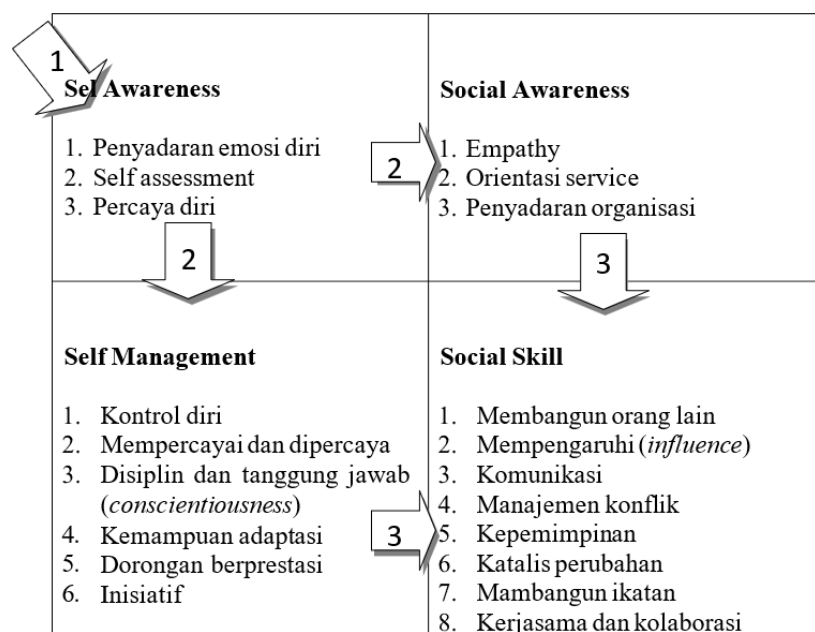 1
Sel Awareness
1. Penyadaran emosi diri
2. Self assessment
3. Percaya diri
2
Social Awareness
1. Empathy
2. Orientasi service
3. Penyadaran organisasi
2
3
Self Management
1. Kontrol diri
2. Mempercayai dan dipercaya
3. Disiplin dan tanggung jawab
(conscientiousness)
4. Kemampuan adaptasi
5. Dorongan berprestasi
6. Inisiatif
3
Social Skill
1. Membangun orang lain
2. Mempengaruhi (influence)
3. Komunikasi
4. Manajemen konflik
5. Kepemimpinan
6. Katalis perubahan
7. Mambangun ikatan
8. Kerjasama dan kolaborasi